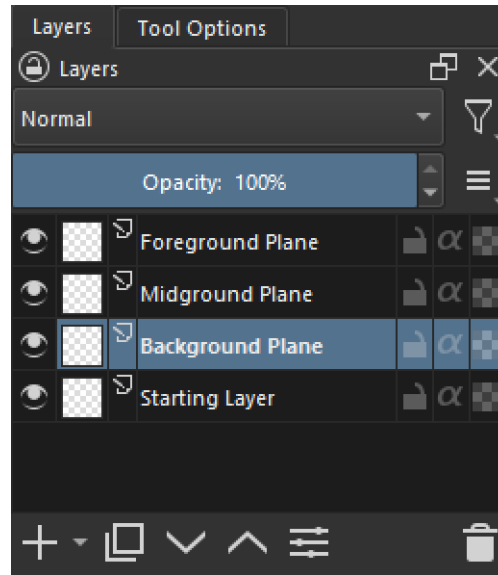 Layers Tool Options
Layers
Normal
Opacity: 100%
Foreground Plane α
Midground Plane α
Background Plane α
Starting Layer α